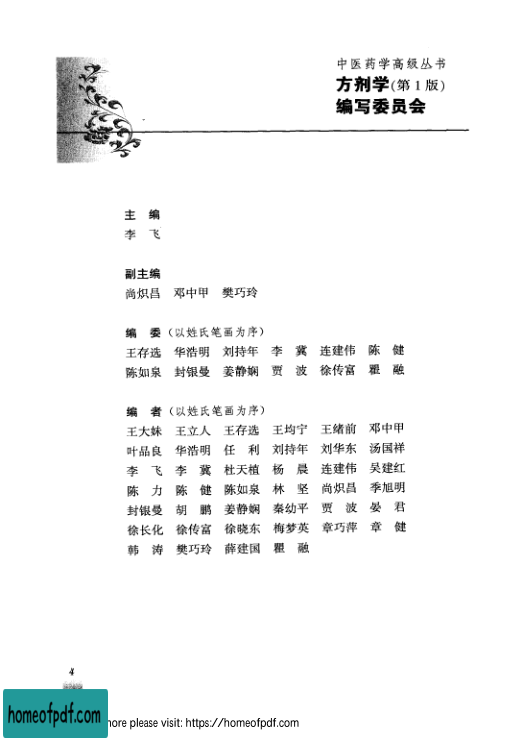 中医药学高级丛书
方剂学(第1版)
编写委员会
主 编
李 飞
副主编
尚炽昌 邓中甲 樊巧玲
编 委（以姓氏笔画为序）
王存选 华浩明 刘持年 李 冀 连建伟 陈 健
陈如泉 封银曼 姜静娴 贾 波 徐传富 瞿 融
编 者（以姓氏笔画为序）
王大妹 王立人 王存选 王均宁 王绪前 邓中甲
叶品良 华浩明 任 利 刘持年 刘华东 汤国祥
李 飞 李 冀 杜天植 杨 晨 连建伟 吴建红
陈 力 陈 健 陈如泉 林 坚 尚炽昌 季旭明
封银曼 胡 鹏 姜静娴 秦幼平 贾 波 晏 君
徐长化 徐传富 徐晓东 梅梦英 章巧萍 章 健
韩 涛 樊巧玲 薛建国 瞿 融
4
homeofpdf.com
ore please visit: https://homeofpdf.com